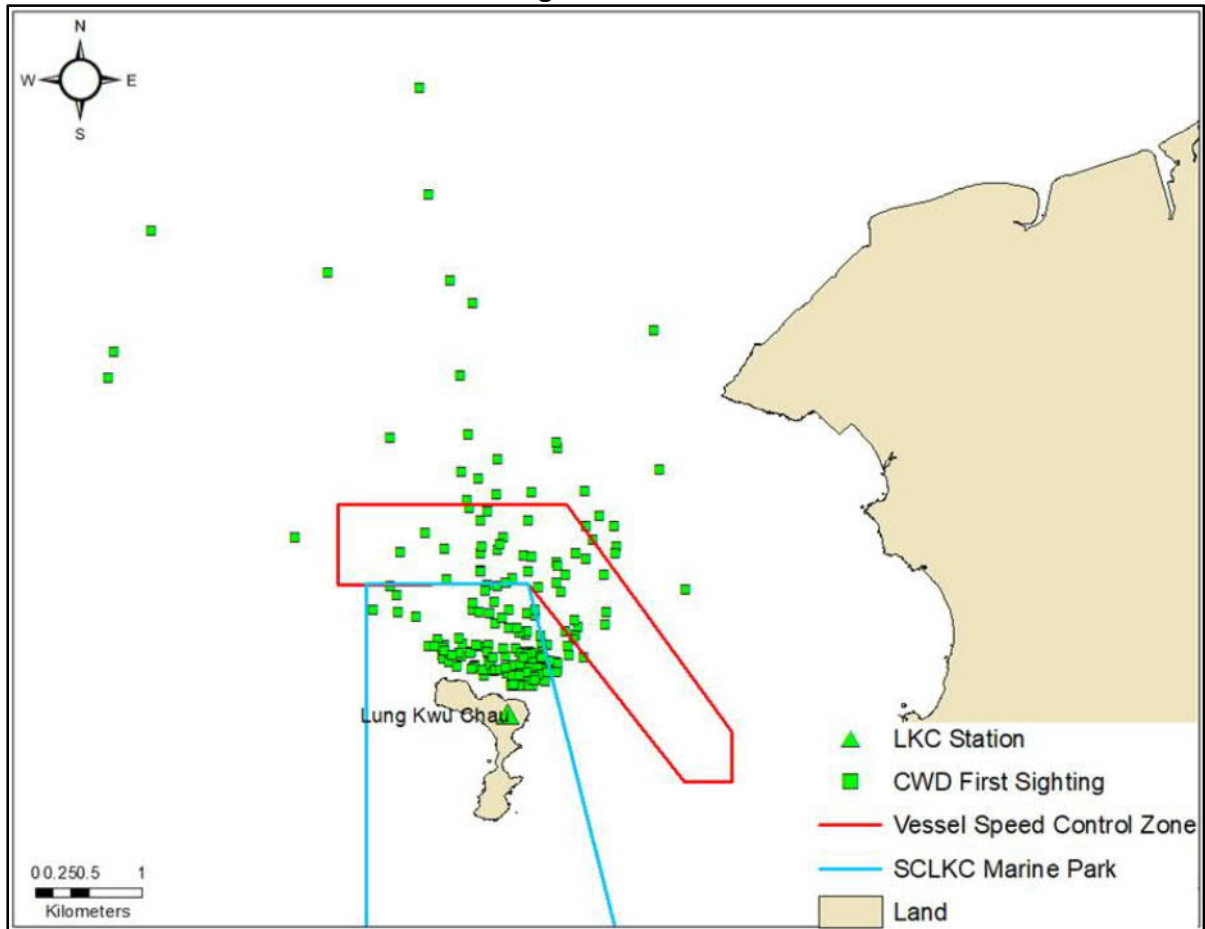 N
W E
S
Lung Kwu Chau
LKC Station
CWD First Sighting
Vessel Speed Control Zone
SCLKC Marine Park
Land
0 0.25 0.5 1
Kilometers